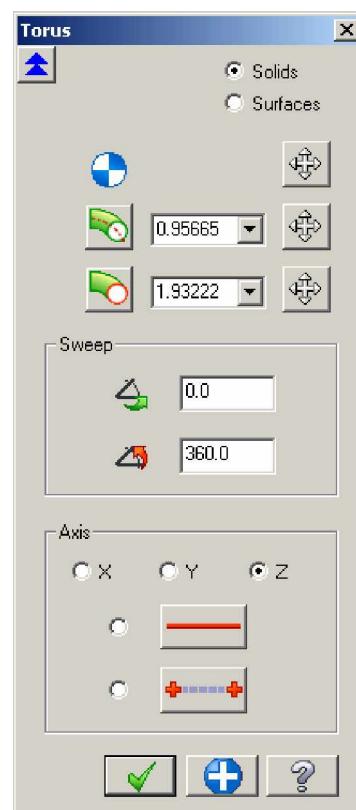 Torus
Solids
Surfaces
0.95665
1.93222
Sweep
0.0
360.0
Axis
X Y Z